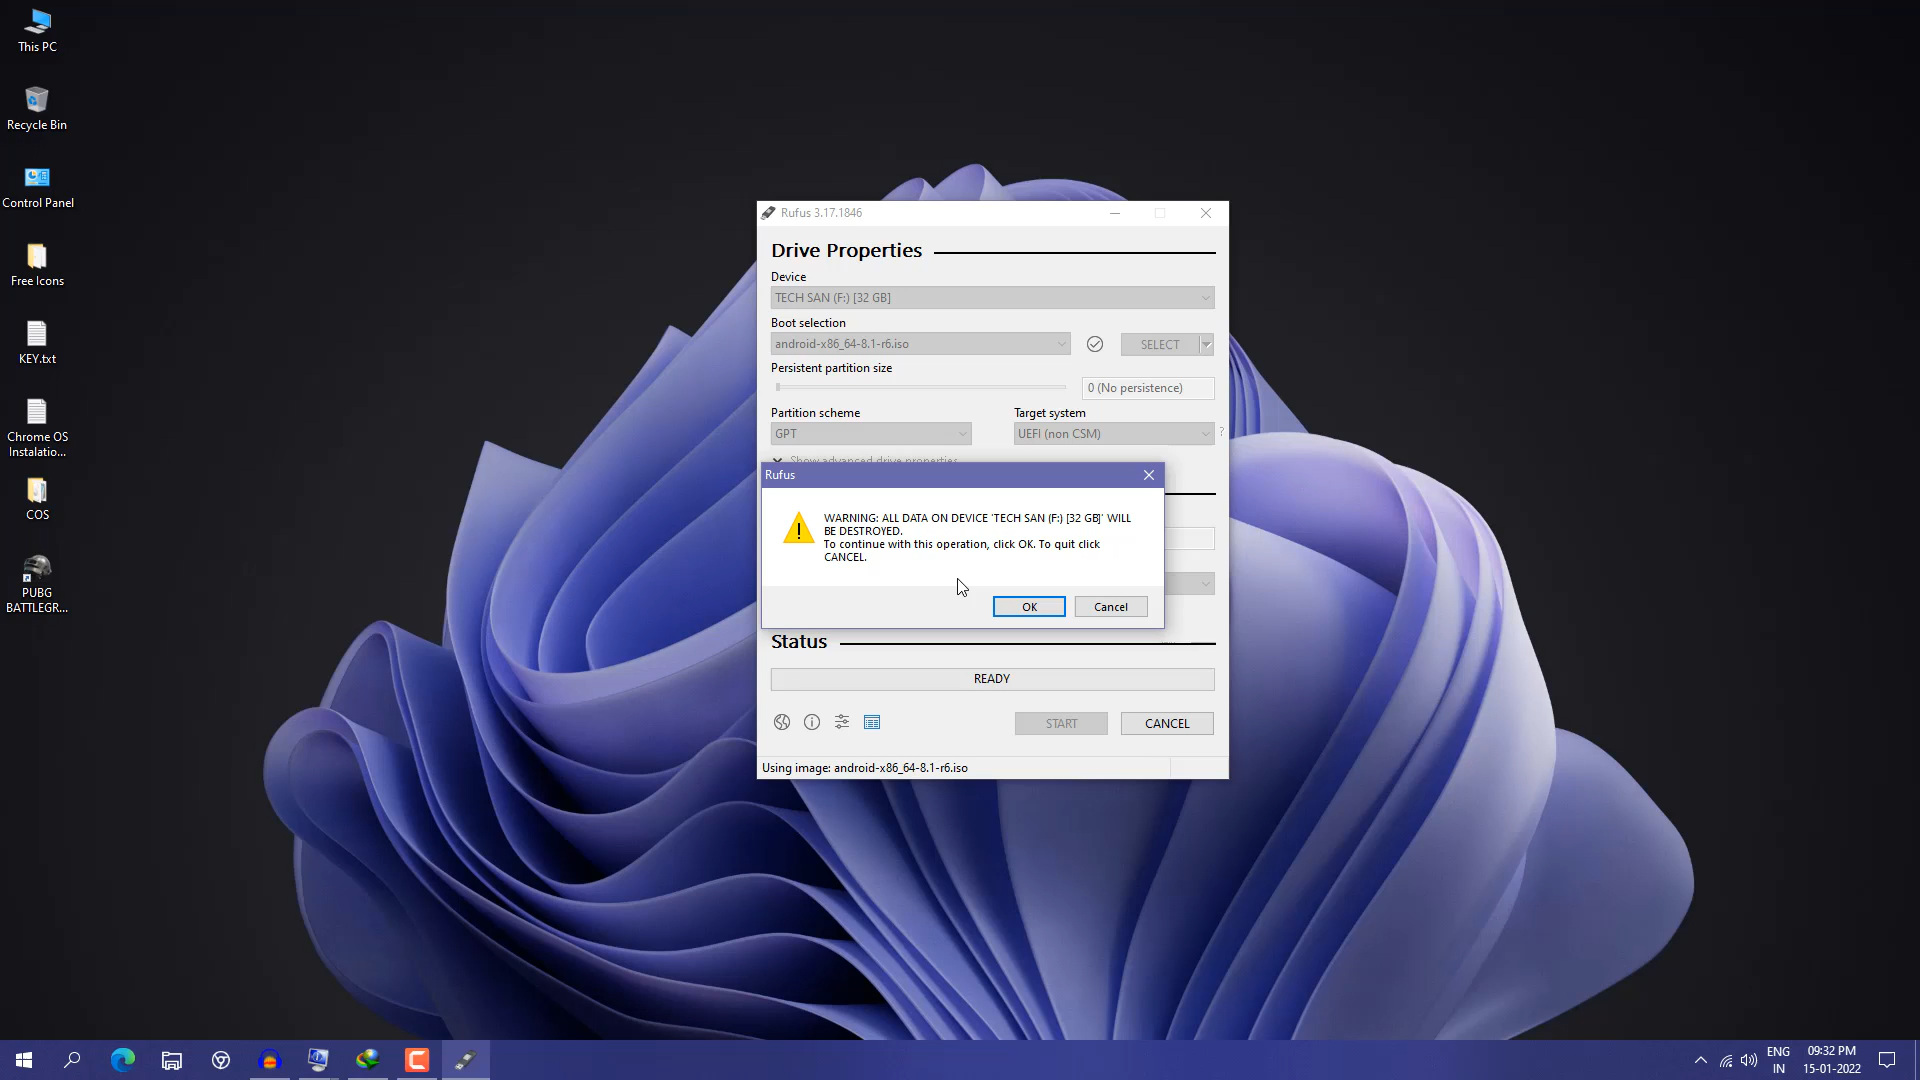 This PC
Recycle Bin
Control Panel
Free Icons
KEY.txt
Chrome OS
Instalatio...
COS
PUBG
BATTLEGR...
Rufus 3.17.1846
Drive Properties
Device
TECH SAN (F:) [32 GB]
Boot selection
android-x86_64-8.1-r6.iso
SELECT
Persistent partition size
0 (No persistence)
Partition scheme
Target system
GPT
UEFI (non CSM)
?
Show advanced drive properties
Rufus
WARNING: ALL DATA ON DEVICE 'TECH SAN (F:) [32 GB]' WILL
BE DESTROYED.
To continue with this operation, click OK. To quit click
CANCEL.
OK
Cancel
Status
READY
START
CANCEL
Using image: android-x86_64-8.1-r6.iso
ENG
IN
09:32 PM
15-01-2022